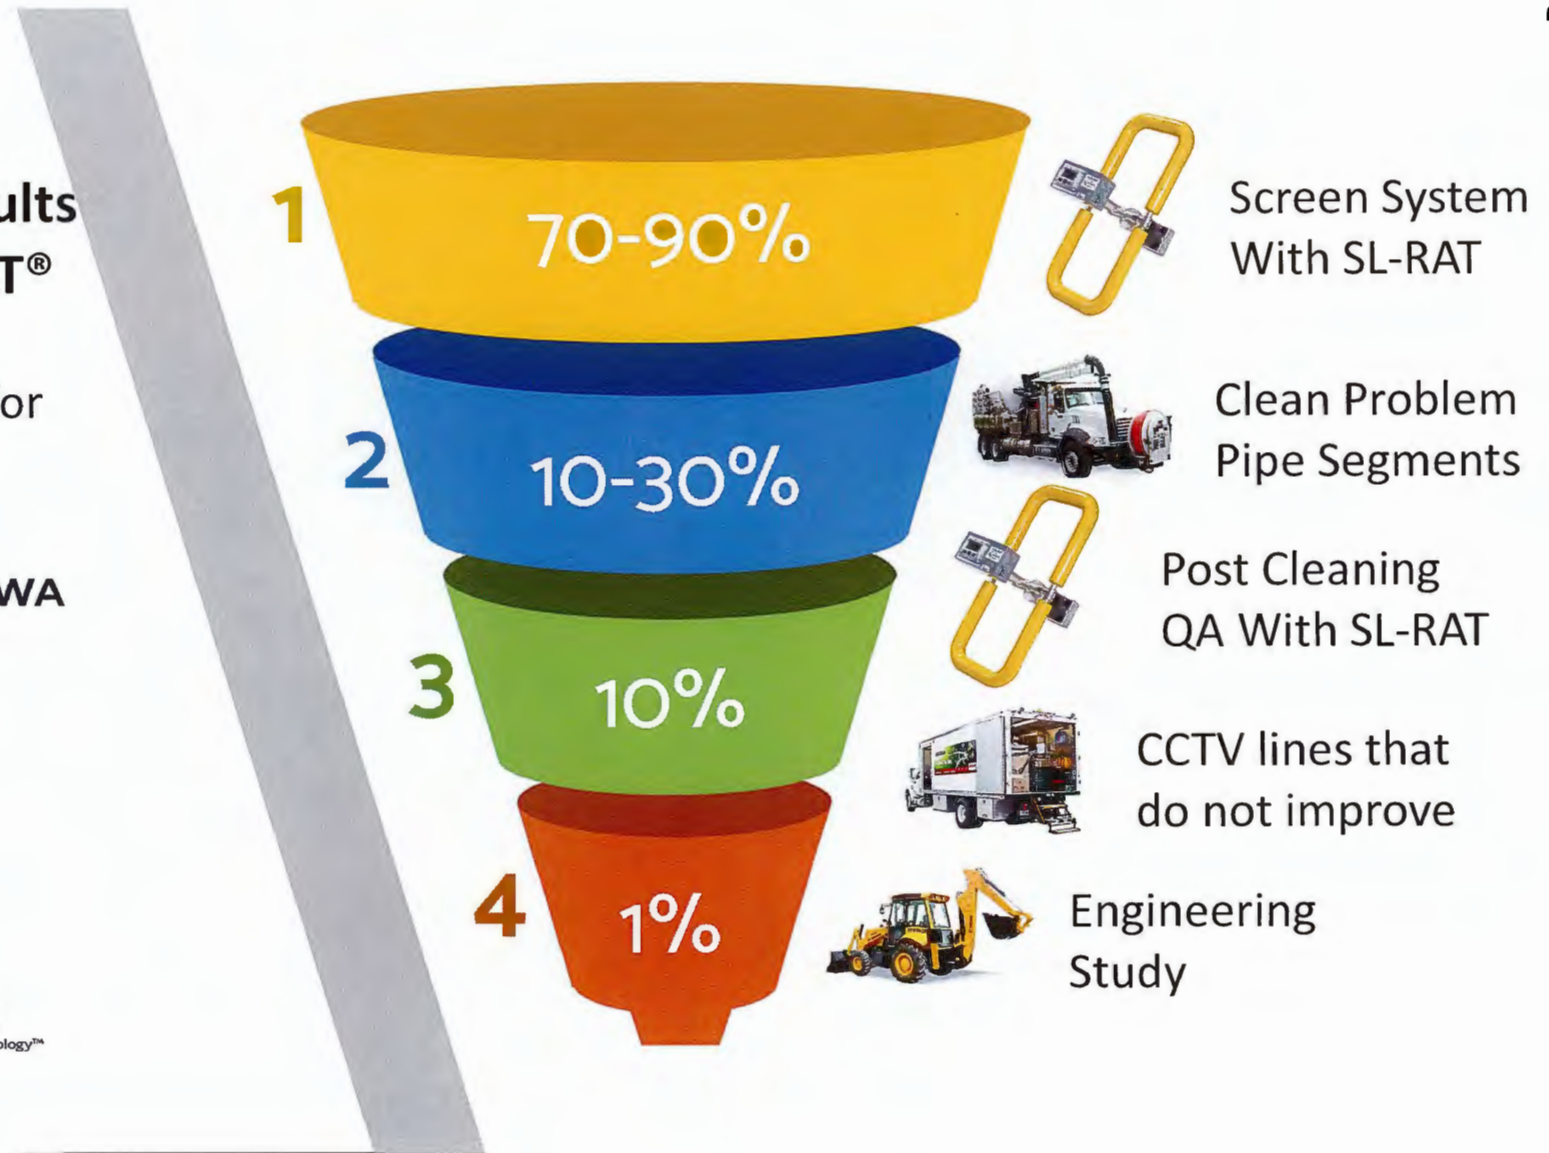 ults
T®
or
WA
ology™
1
70-90%
Screen System
With SL-RAT
2
10-30%
Clean Problem
Pipe Segments
Post Cleaning
QA With SL-RAT
3
10%
CCTV lines that
do not improve
4
1%
Engineering
Study